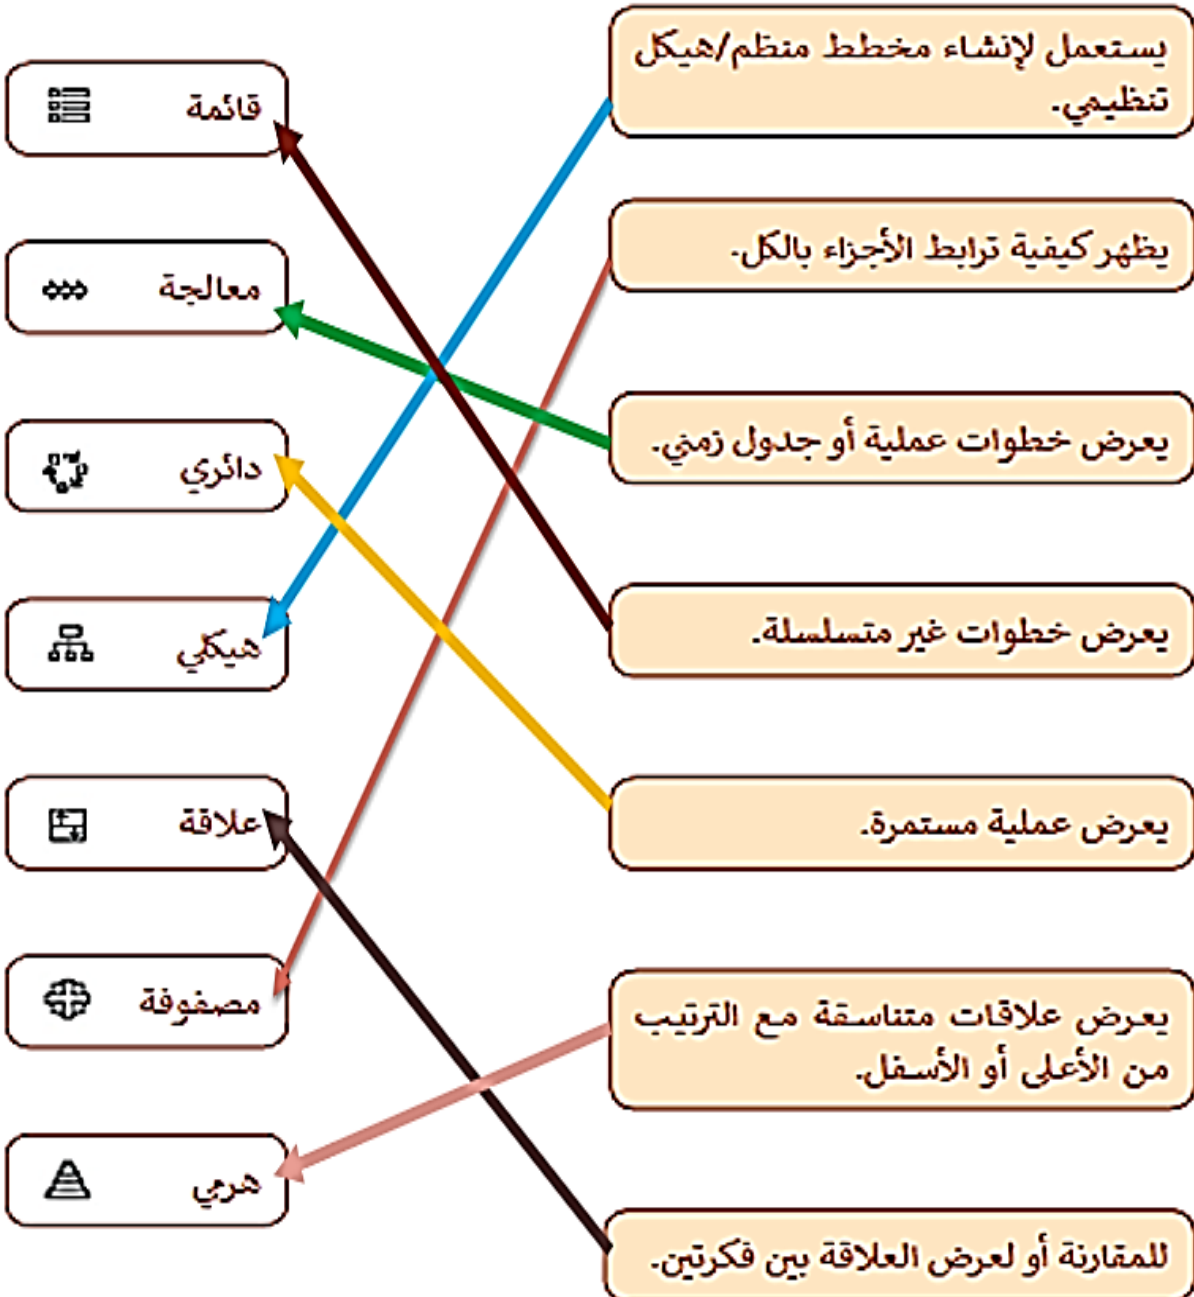 يستعمل لإنشاء مخطط منظم/هيكل
تنظيمي.
يظهر كيفية ترابط الأجزاء بالكل.
يعرض خطوات عملية أو جدول زمني.
يعرض خطوات غير متسلسلة.
يعرض عملية مستمرة.
يعرض علاقات متناسقة مع الترتيب
من الأعلى أو الأسفل.
للمقارنة أو لعرض العلاقة بين فكرتين.
قائمة
معالجة
دائري
هيكلي
علاقة
مصفوفة
هرمي